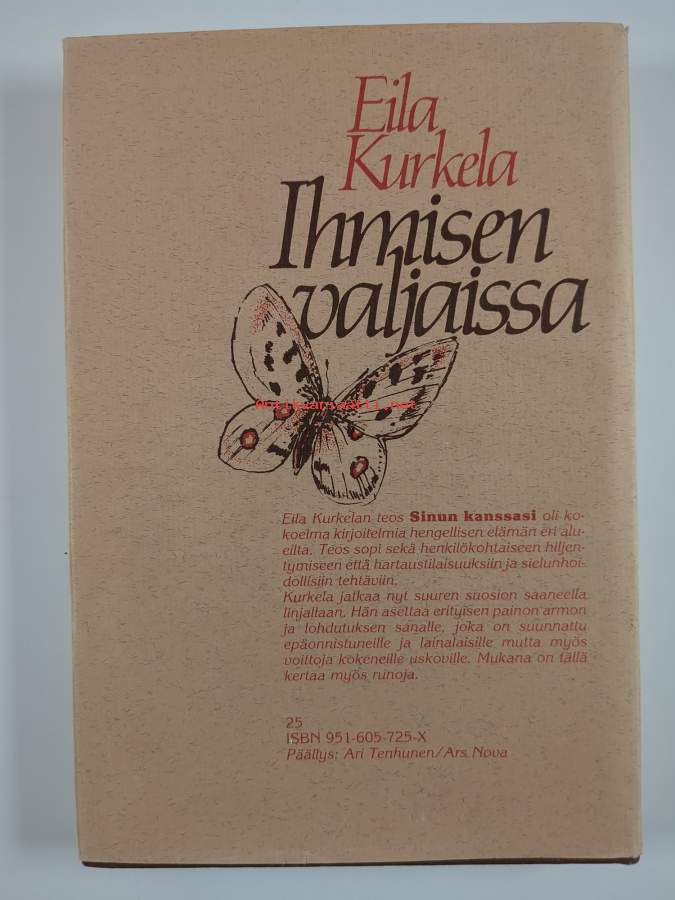 Eila
Kurkela
Ihmisen
valjaissa
Antikvariaatti.net
Eila Kurkelan teos Sinun kanssasi oli ko-
koelma kirjoitelmia hengellisen elämän eri alu-
eilta. Teos sopi sekä henkilökohtaiseen hiljen-
tymiseen että hartaustilaisuuksiin ja sielunhoi-
dollisiin tehtäviin.
Kurkela jatkaa nyt suuren suosion saaneella
linjallaan. Hän asettaa erityisen painon armon
ja lohdutuksen sanalle, joka on suunnattu
epäonnistuneille ja lainalaisille mutta myös
voittoja kokeneille uskoville. Mukana on tällä
kertaa myös runoja.
25
ISBN 951-605-725-X
Päällys: Ari Tenhunen/Ars Nova